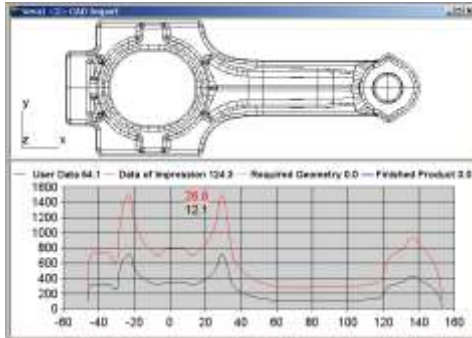 CAD Import
y
z x
User Data 64.1 Data of Impression 124.3 Required Geometry 0.0 Finished Product 0.0
1600
1400
1200
1000
800
600
400
200
0
26.8
12.1
-60 -40 -20 0 20 40 60 80 100 120 140 160